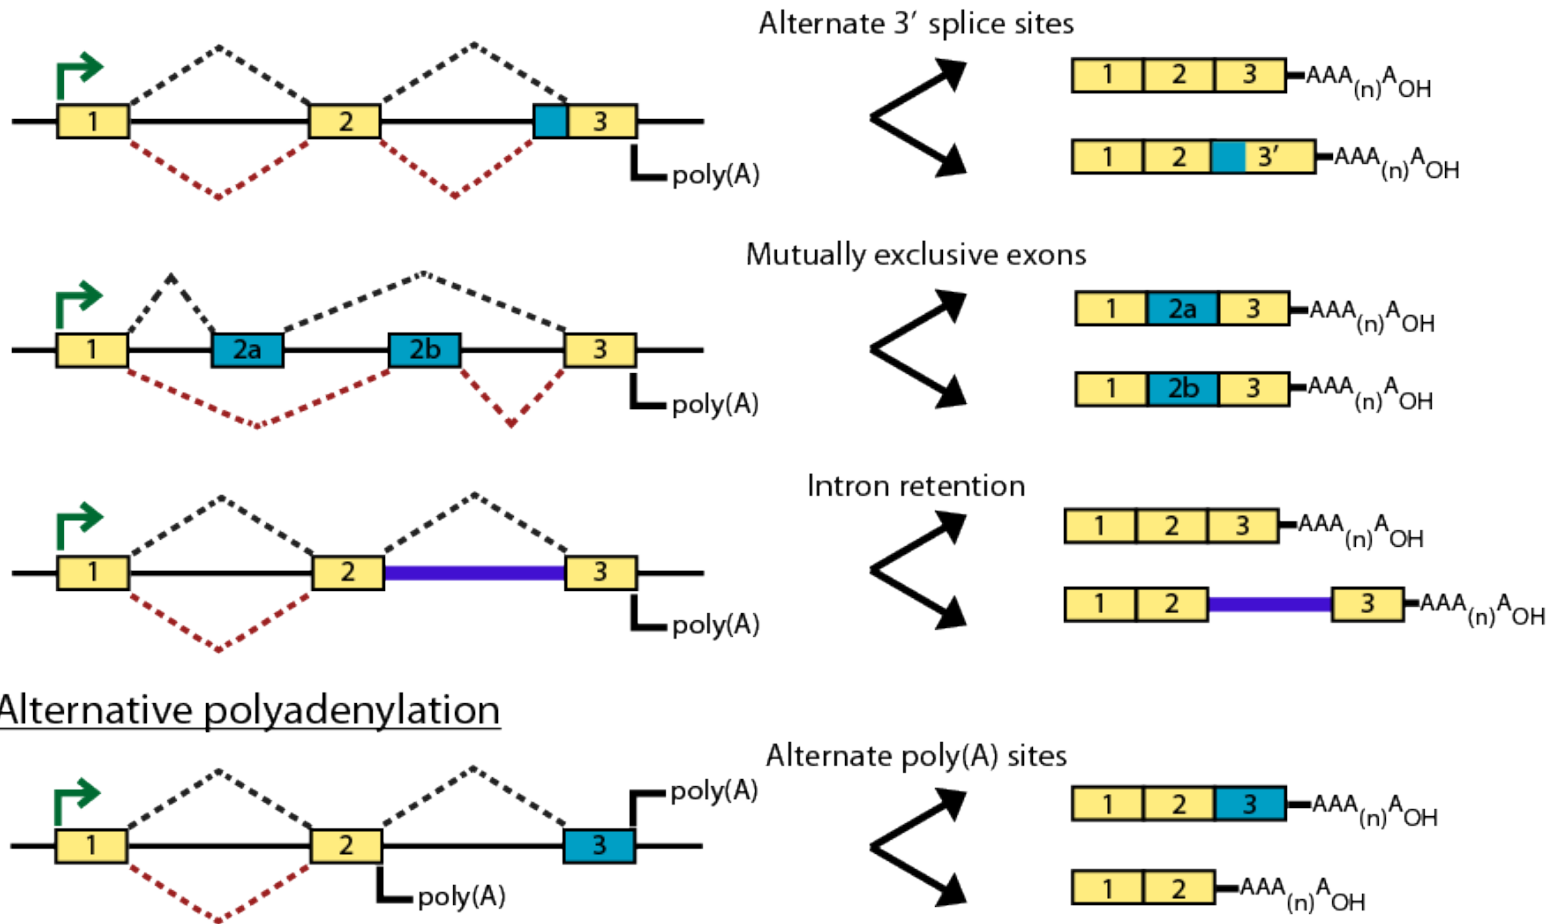 Alternate 3′ splice sites
1 2 3
poly(A)
1 2 3 AAA(n)AOH
1 2 3′ AAA(n)AOH
Mutually exclusive exons
1 2a 2b 3
poly(A)
1 2a 3 AAA(n)AOH
1 2b 3 AAA(n)AOH
Intron retention
1 2 3
poly(A)
1 2 3 AAA(n)AOH
1 2 3 AAA(n)AOH
Alternative polyadenylation
Alternate poly(A) sites
poly(A)
1 2 3
poly(A)
1 2 3 AAA(n)AOH
1 2 AAA(n)AOH